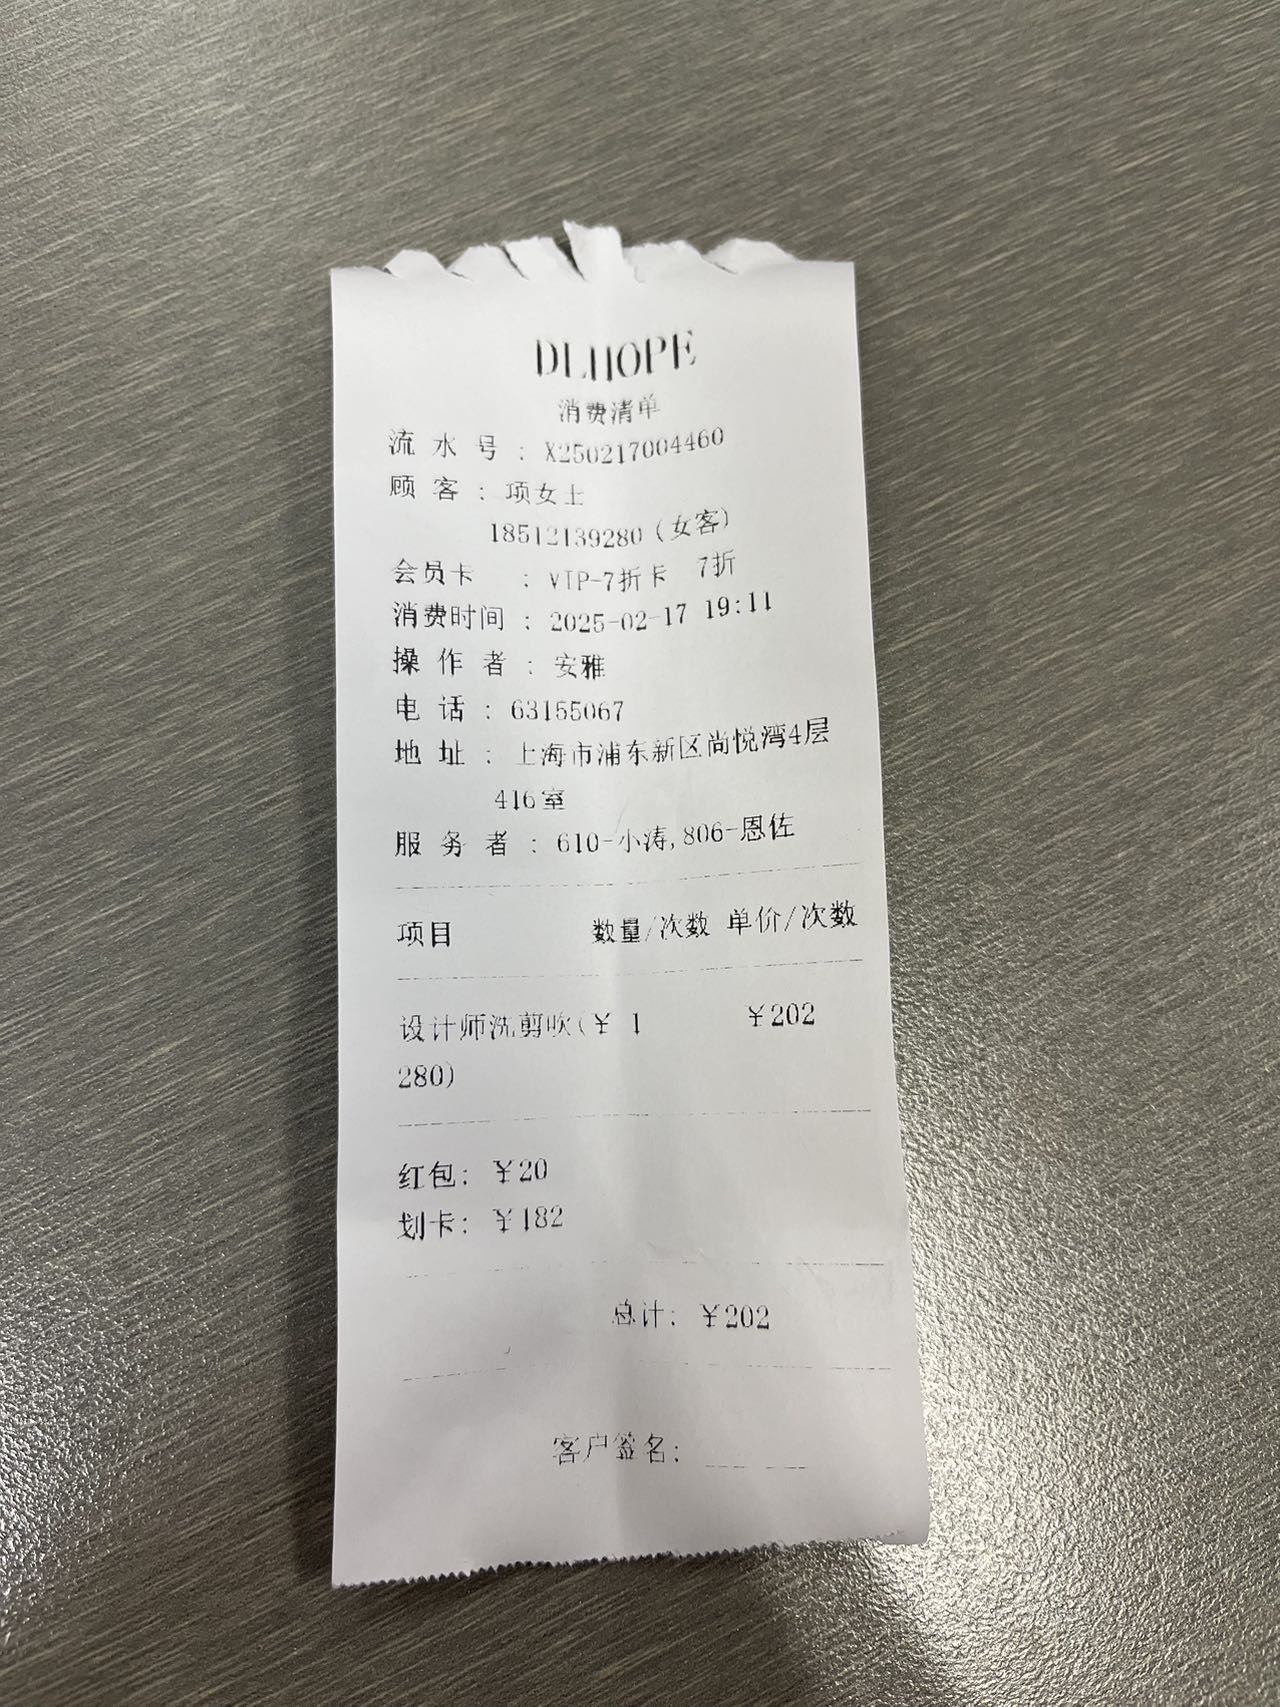 DLHOPE
消费清单
流 水 号 : X250217004460
顾 客 : 项女士
18512139280(女客)
会员卡 : VIP-7折卡 7折
消费时间 : 2025-02-17 19:11
操 作 者 : 安雅
电 话 : 63155067
地 址 : 上海市浦东新区尚悦湾4层
416室
服 务 者 : 610-小涛,806-恩佐
项目 数量/次数 单价/次数
设计师洗剪吹(¥ 1 ¥202
280)
红包: ¥20
划卡: ¥182
总计: ¥202
客户签名: